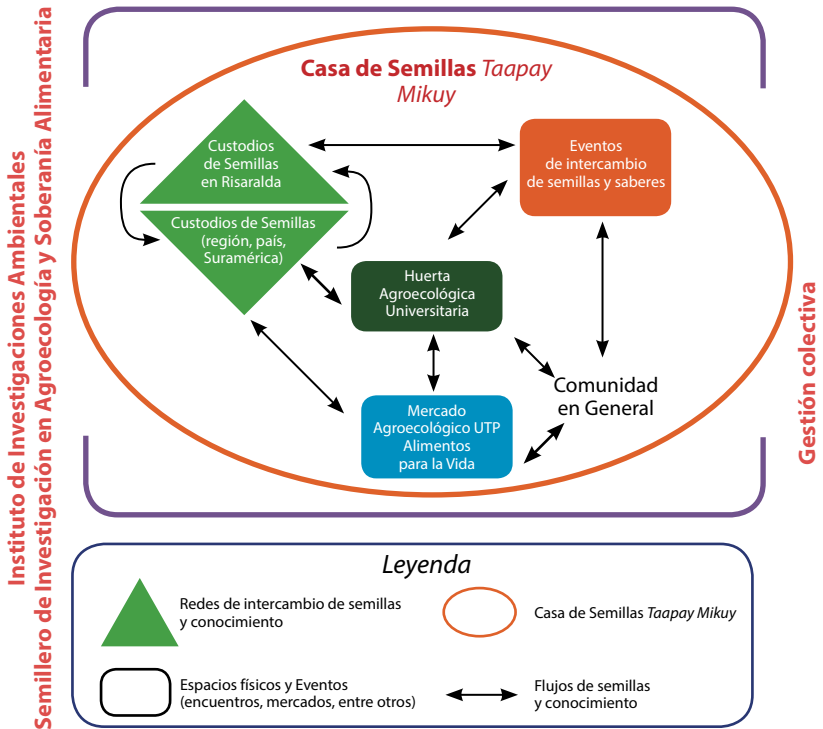 Instituto de Investigaciones Ambientales
Semillero de Investigación en Agroecología y Soberanía Alimentaria
Casa de Semillas Taapay
Mikuy
Custodios
de Semillas
en Risaralda
Eventos
de intercambio
de semillas y saberes
Custodios de Semillas
(región, país,
Suramérica)
Huerta
Agroecológica
Universitaria
Comunidad
en General
Mercado
Agroecológico UTP
Alimentos
para la Vida
Gestión colectiva
Leyenda
Redes de intercambio de semillas
y conocimiento
Casa de Semillas Taapay Mikuy
Espacios físicos y Eventos
(encuentros, mercados, entre otros)
Flujos de semillas
y conocimiento